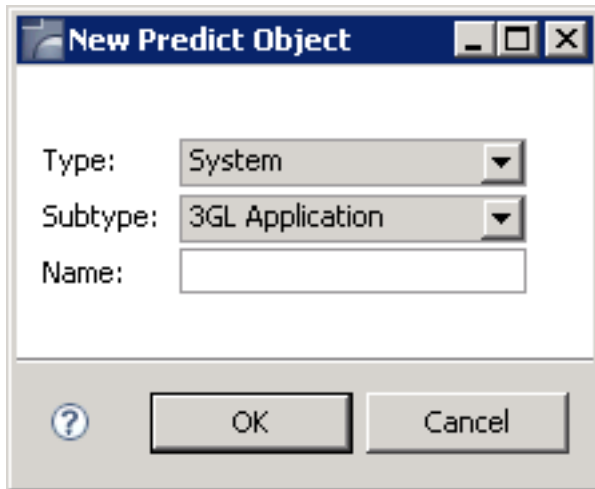 New Predict Object
Type: System
Subtype: 3GL Application
Name:
? OK Cancel